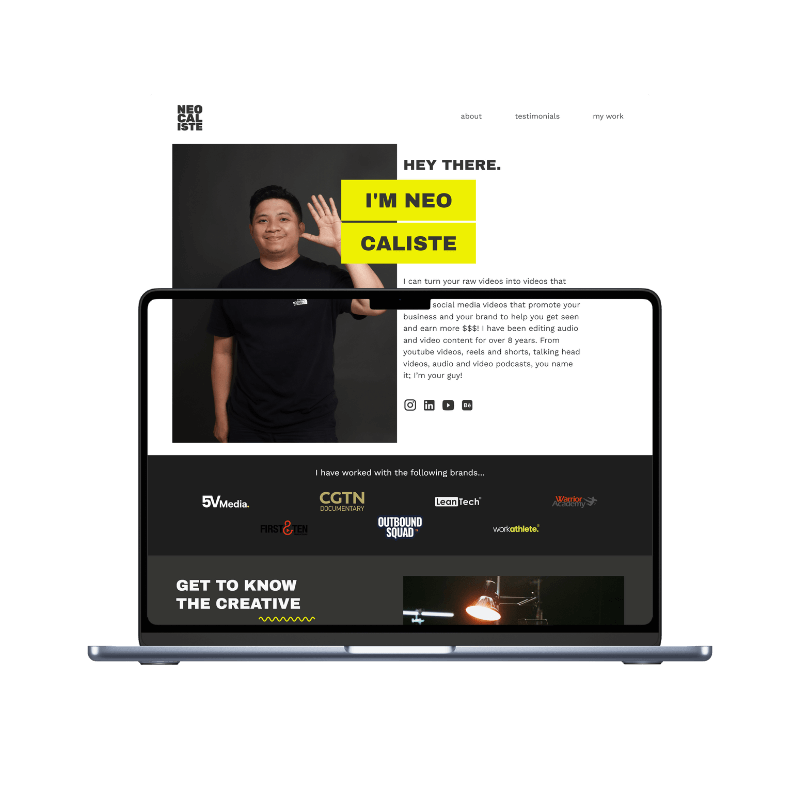 NEO
CAL
ISTE
about testimonials my work
HEY THERE.
I'M NEO
CALISTE
I can turn your raw videos into videos that
social media videos that promote your
business and your brand to help you get seen
and earn more $$$! I have been editing audio
and video content for over 8 years. From
youtube videos, reels and shorts, talking head
videos, audio and video podcasts, you name
it; I'm your guy!
I have worked with the following brands...
5VMedia.
CGTN
DOCUMENTARY
LeanTech
Warrior
Academy
FIRST&TEN
OUTBOUND
SQUAD
workathlete.
GET TO KNOW
THE CREATIVE